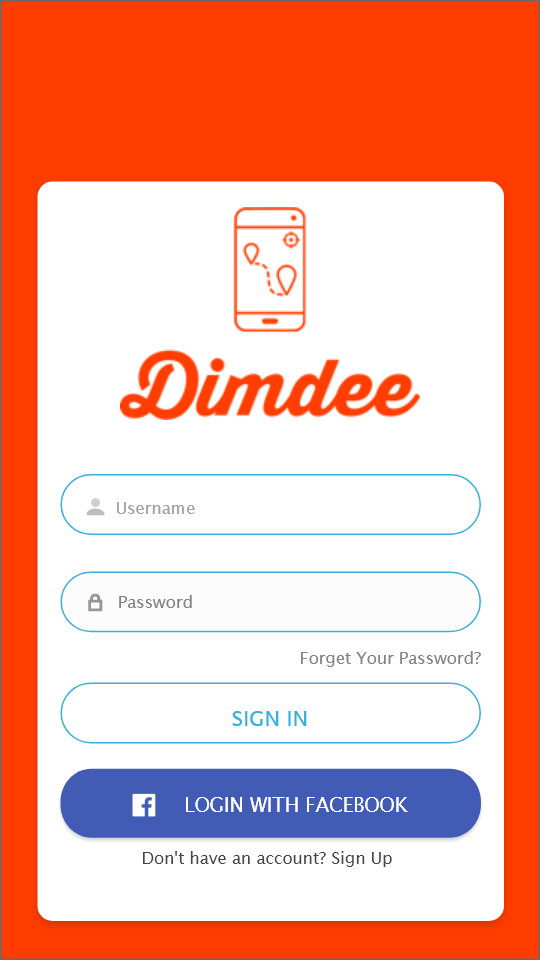 Dimdee
Username
Password
Forget Your Password?
SIGN IN
LOGIN WITH FACEBOOK
Don't have an account? Sign Up